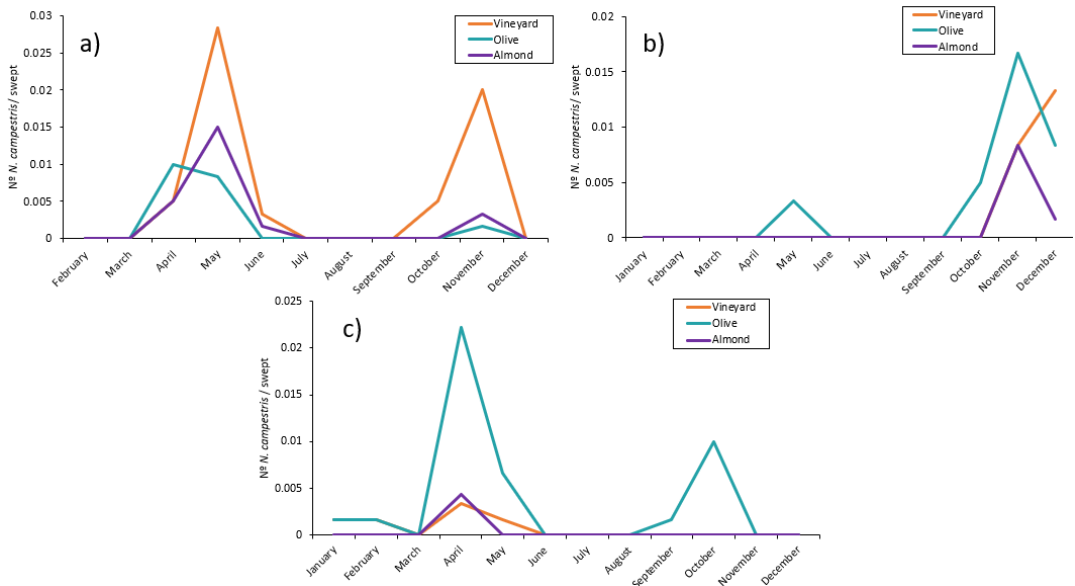 a)
Vineyard
Olive
Almond
Nº N. campestris/ swept
0.03
0.025
0.02
0.015
0.01
0.005
0
February
March
April
May
June
July
August
September
October
November
December
b)
Vineyard
Olive
Almond
Nº N. campestris/ swept
0.02
0.015
0.01
0.005
0
January
February
March
April
May
June
July
August
September
October
November
December
c)
Vineyard
Olive
Almond
Nº N. campestris / swept
0.025
0.02
0.015
0.01
0.005
0
January
February
March
April
May
June
July
August
September
October
November
December